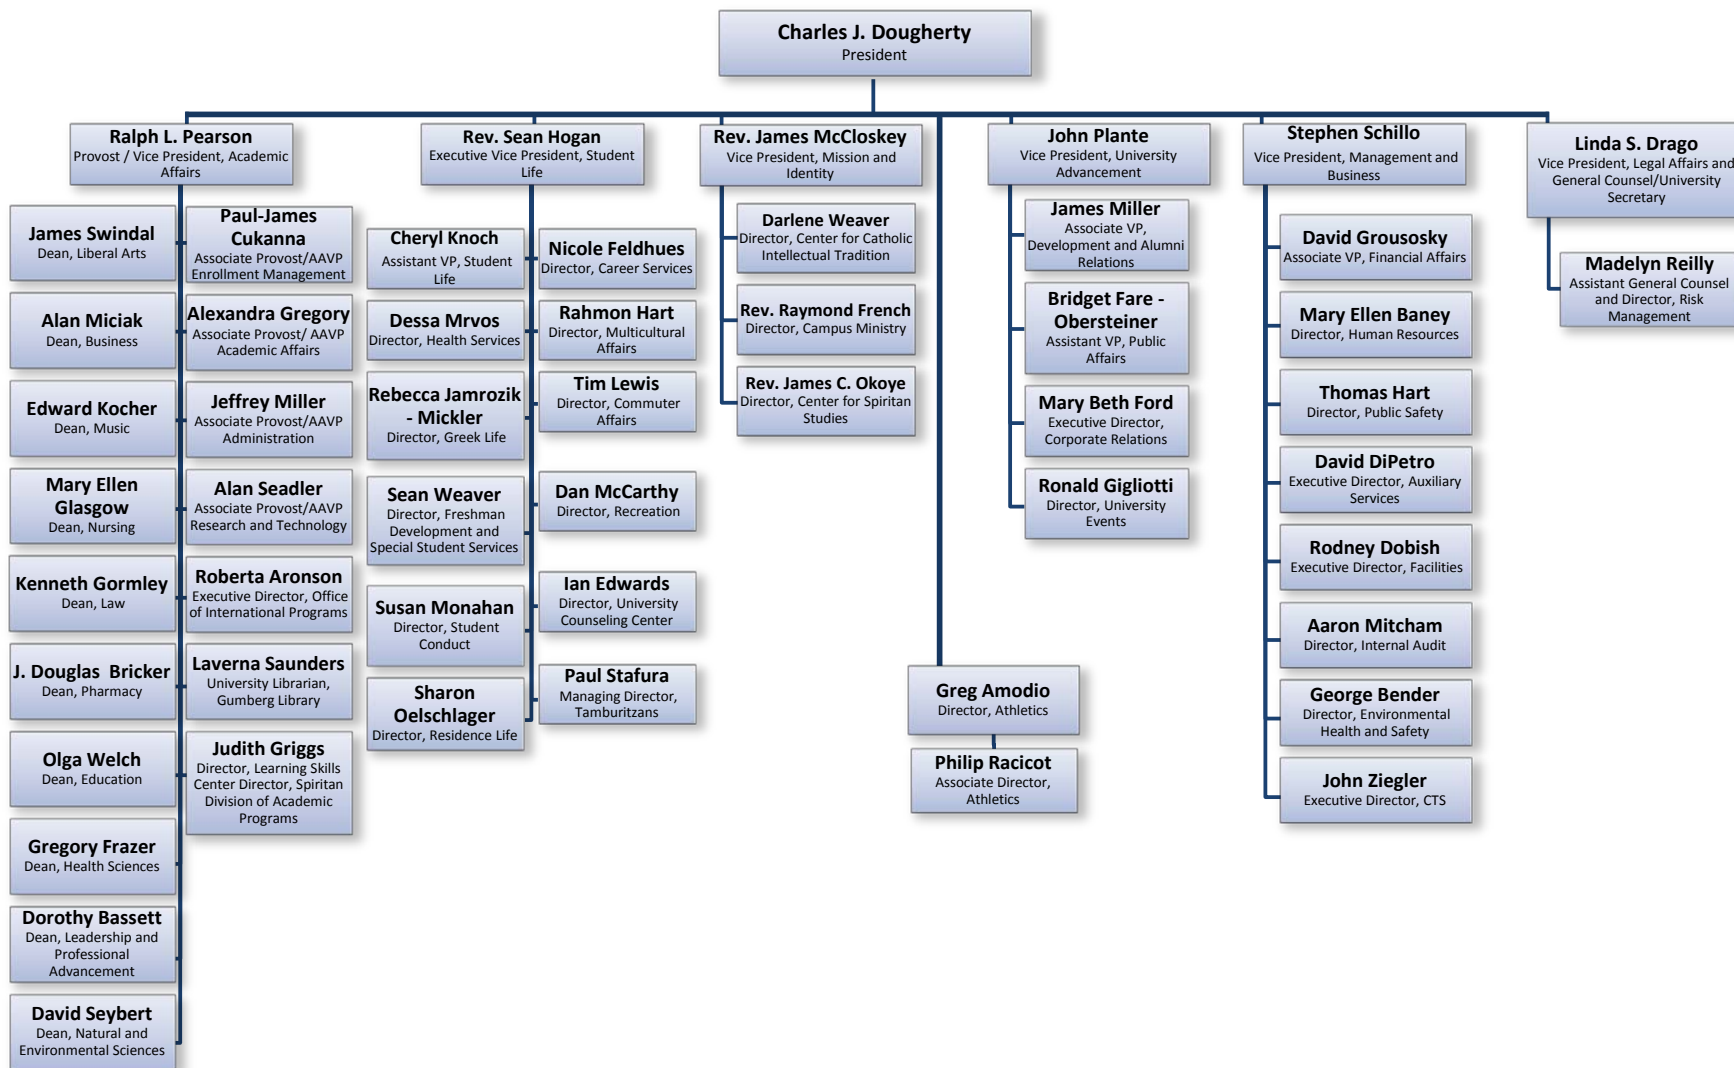 Charles J. Dougherty
President
Ralph L. Pearson
Provost / Vice President, Academic
Affairs
James Swindal
Dean, Liberal Arts
Alan Miciak
Dean, Business
Edward Kocher
Dean, Music
Mary Ellen
Glasgow
Dean, Nursing
Kenneth Gormley
Dean, Law
J. Douglas  Bricker
Dean, Pharmacy
Olga Welch
Dean, Education
Gregory Frazer
Dean, Health Sciences
Dorothy Bassett
Dean, Leadership and
Professional
Advancement
David Seybert
Dean, Natural and
Environmental Sciences
Paul-James
Cukanna
Associate Provost/AAVP
Enrollment Management
Alexandra Gregory
Associate Provost/ AAVP
Academic Affairs
Jeffrey Miller
Associate Provost/AAVP
Administration
Alan Seadler
Associate Provost/AAVP
Research and Technology
Roberta Aronson
Executive Director, Office
of International Programs
Laverna Saunders
University Librarian,
Gumberg Library
Judith Griggs
Director, Learning Skills
Center Director, Spiritan
Division of Academic
Programs
Rev. Sean Hogan
Executive Vice President, Student
Life
Cheryl Knoch
Assistant VP, Student
Life
Dessa Mrvos
Director, Health Services
Rebecca Jamrozik
- Mickler
Director, Greek Life
Sean Weaver
Director, Freshman
Development and
Special Student Services
Susan Monahan
Director, Student
Conduct
Sharon
Oelschlager
Director, Residence Life
Nicole Feldhues
Director, Career Services
Rahmon Hart
Director, Multicultural
Affairs
Tim Lewis
Director, Commuter
Affairs
Dan McCarthy
Director, Recreation
Ian Edwards
Director, University
Counseling Center
Paul Stafura
Managing Director,
Tamburitzans
Rev. James McCloskey
Vice President, Mission and
Identity
Darlene Weaver
Director, Center for Catholic
Intellectual Tradition
Rev. Raymond French
Director, Campus Ministry
Rev. James C. Okoye
Director, Center for Spiritan
Studies
Greg Amodio
Director, Athletics
Philip Racicot
Associate Director,
Athletics
John Plante
Vice President, University
Advancement
James Miller
Associate VP,
Development and Alumni
Relations
Bridget Fare -
Obersteiner
Assistant VP, Public
Affairs
Mary Beth Ford
Executive Director,
Corporate Relations
Ronald Gigliotti
Director, University
Events
Stephen Schillo
Vice President, Management and
Business
David Grousosky
Associate VP, Financial Affairs
Mary Ellen Baney
Director, Human Resources
Thomas Hart
Director, Public Safety
David DiPetro
Executive Director, Auxiliary
Services
Rodney Dobish
Executive Director, Facilities
Aaron Mitcham
Director, Internal Audit
George Bender
Director, Environmental
Health and Safety
John Ziegler
Executive Director, CTS
Linda S. Drago
Vice President, Legal Affairs and
General Counsel/University
Secretary
Madelyn Reilly
Assistant General Counsel
and Director, Risk
Management